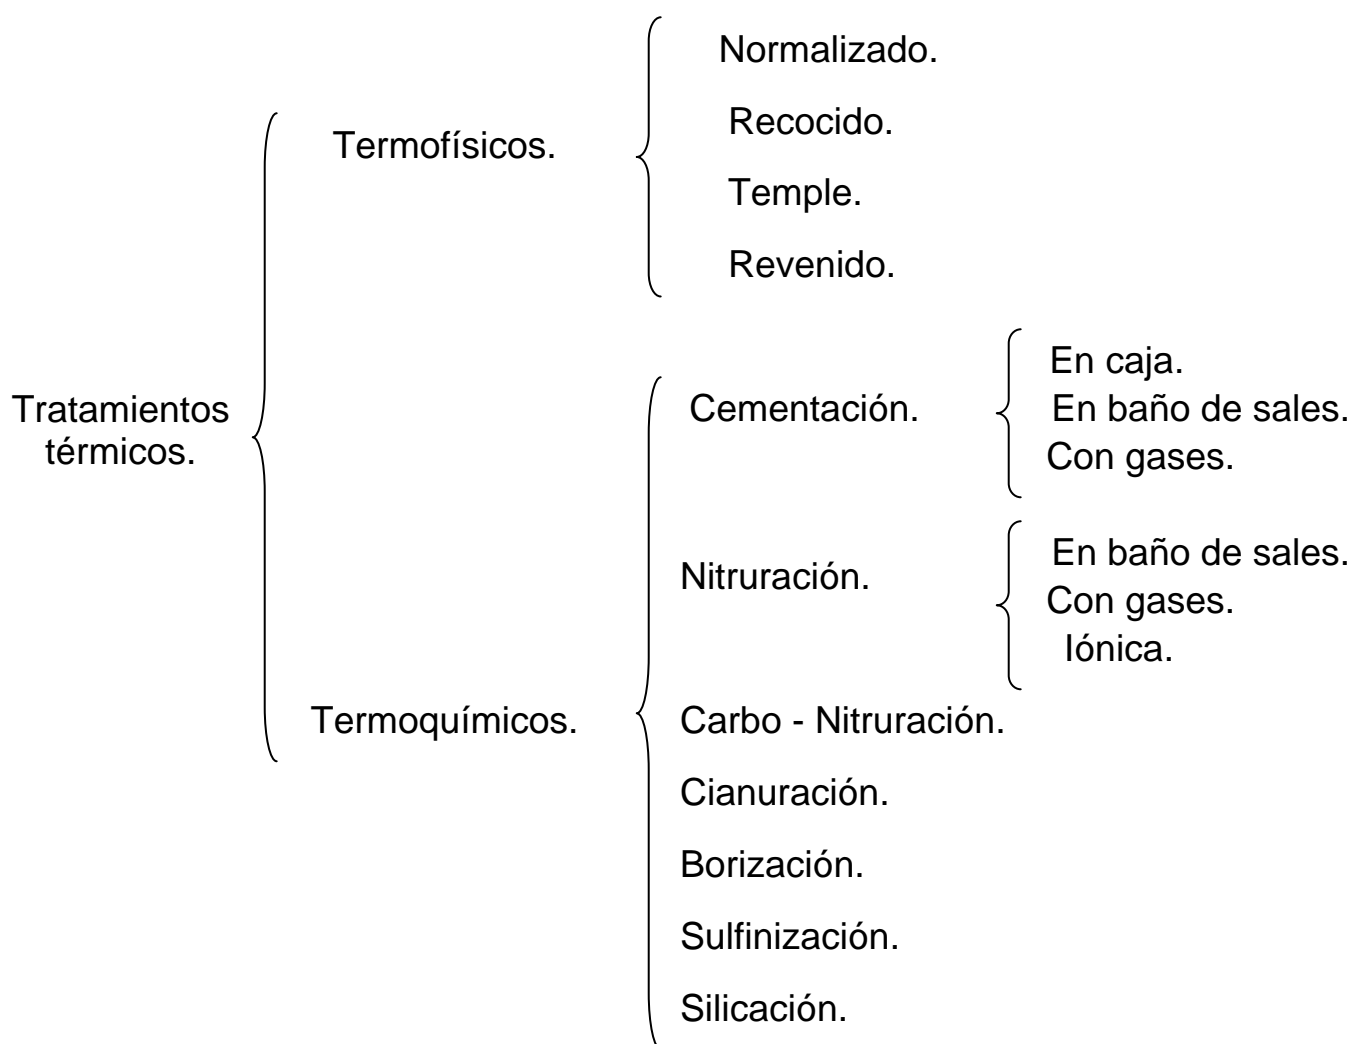 Tratamientos
térmicos.
Termofísicos.
Normalizado.
Recocido.
Temple.
Revenido.
Termoquímicos.
Cementación.
En caja.
En baño de sales.
Con gases.
Nitruración.
En baño de sales.
Con gases.
Iónica.
Carbo - Nitruración.
Cianuración.
Borización.
Sulfinización.
Silicación.